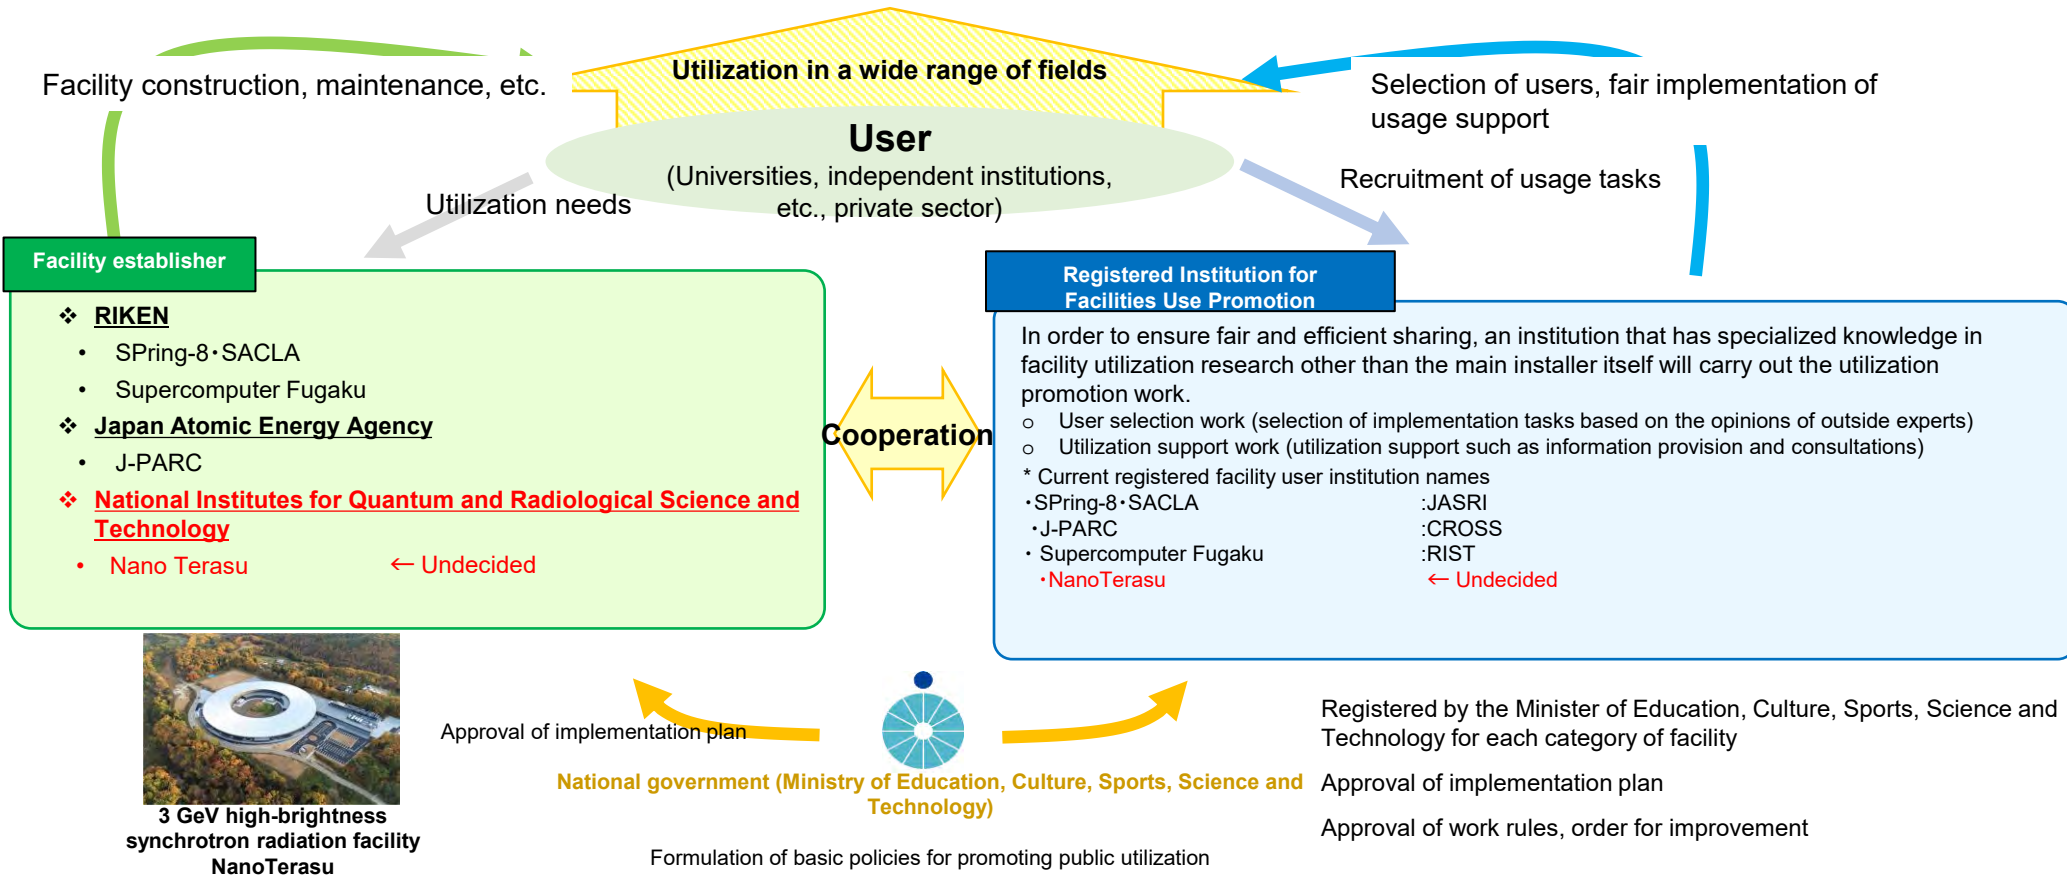 Utilization in a wide range of fields
Facility construction, maintenance, etc.
Selection of users, fair implementation of
usage support
User
(Universities, independent institutions,
etc., private sector)
Recruitment of usage tasks
Utilization needs
Facility establisher
❖ RIKEN
• SPring-8・SACLA
• Supercomputer Fugaku
❖ Japan Atomic Energy Agency
• J-PARC
❖ National Institutes for Quantum and Radiological Science and
Technology
• Nano Terasu ← Undecided
Cooperation
Registered Institution for
Facilities Use Promotion
In order to ensure fair and efficient sharing, an institution that has specialized knowledge in
facility utilization research other than the main installer itself will carry out the utilization
promotion work.
o User selection work (selection of implementation tasks based on the opinions of outside experts)
o Utilization support work (utilization support such as information provision and consultations)
* Current registered facility user institution names
・SPring-8・SACLA :JASRI
・J-PARC :CROSS
・ Supercomputer Fugaku :RIST
・NanoTerasu ← Undecided
3 GeV high-brightness
synchrotron radiation facility
NanoTerasu
Approval of implementation plan
National government (Ministry of Education, Culture, Sports, Science and
Technology)
Formulation of basic policies for promoting public utilization
Registered by the Minister of Education, Culture, Sports, Science and
Technology for each category of facility
Approval of implementation plan
Approval of work rules, order for improvement